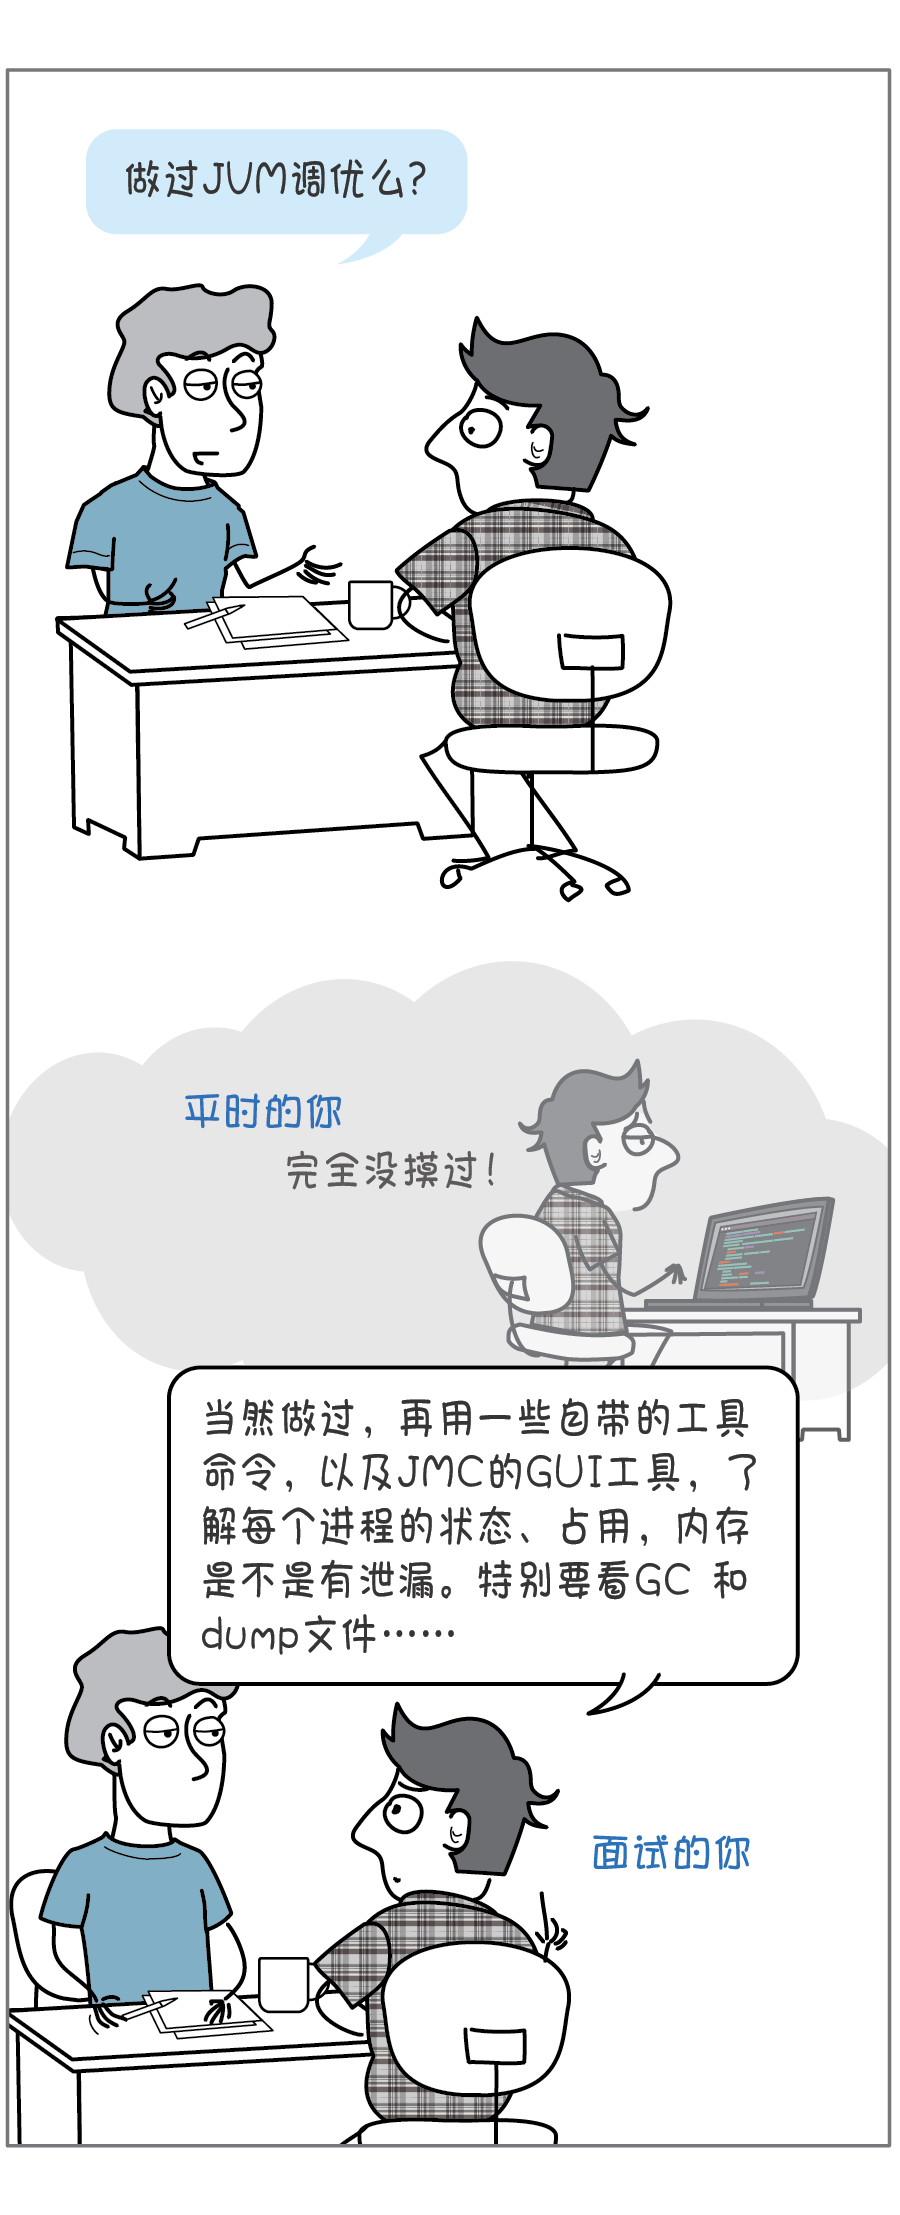 做过JUM调优么?
平时的你
完全没摸过!
当然做过，再用一些自带的工具
命令，以及JMC的GUI工具，了
解每个进程的状态、占用，内存
是不是有泄漏。特别要看GC 和
dump文件……
面试的你